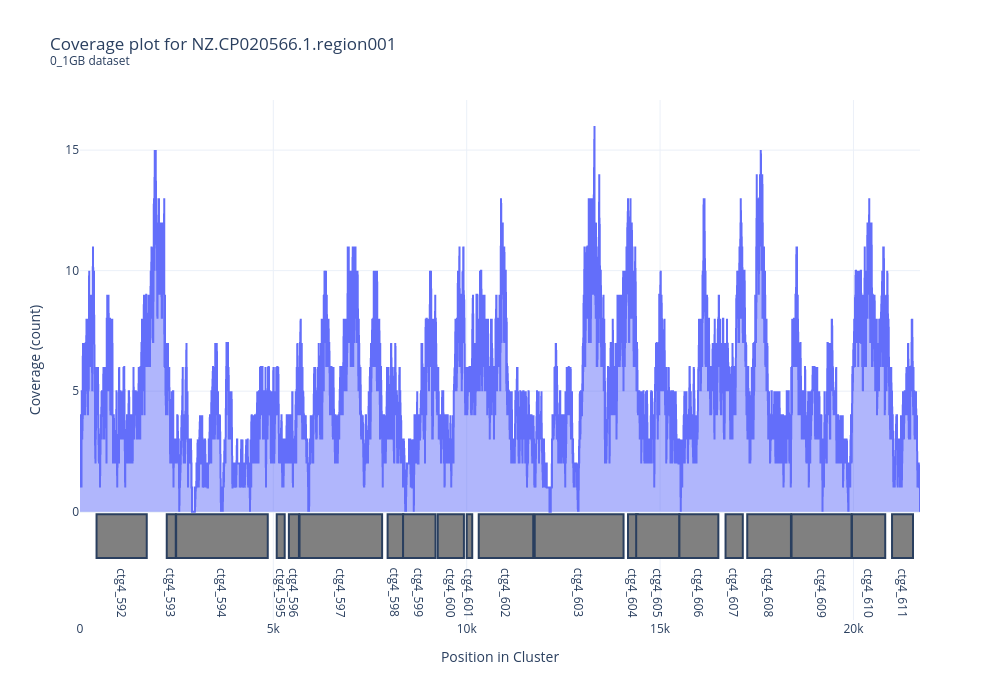 Coverage plot for NZ.CP020566.1.region001
0_1GB dataset
15
10
5
0
Coverage (count)
ctg4_592
ctg4_593
ctg4_594
ctg4_595
ctg4_596
ctg4_597
ctg4_598
ctg4_599
ctg4_600
ctg4_601
ctg4_602
ctg4_603
ctg4_604
ctg4_605
ctg4_606
ctg4_607
ctg4_608
ctg4_609
ctg4_610
ctg4_611
0
5k
10k
15k
20k
Position in Cluster